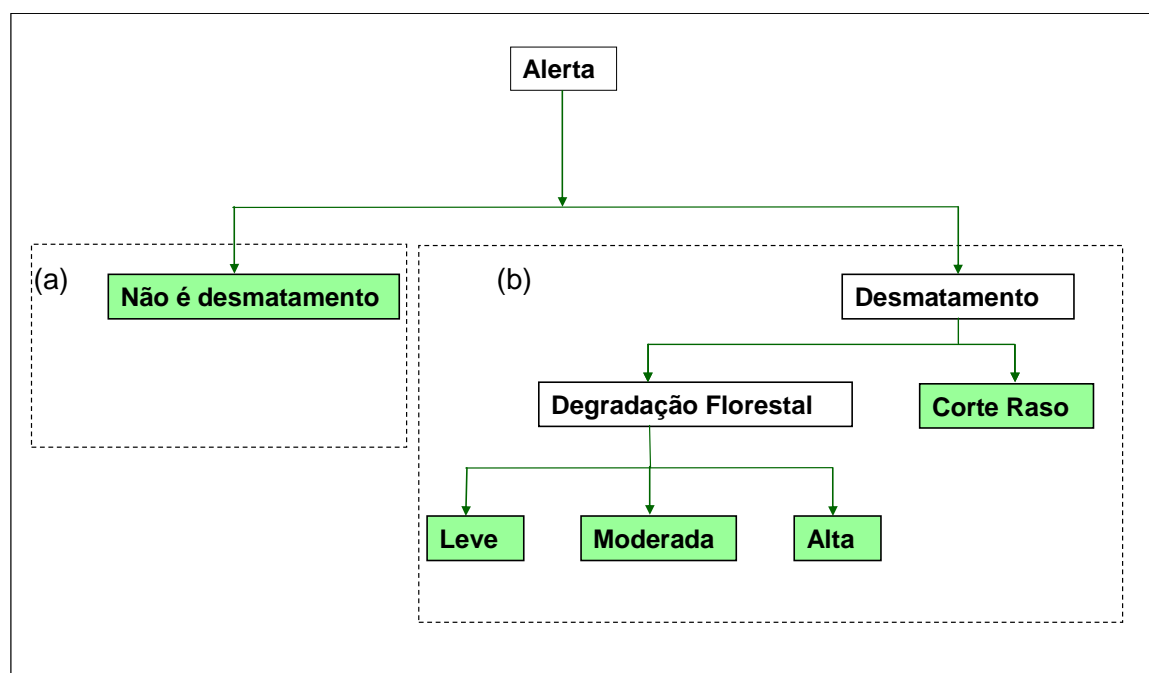 Alerta
(a)
Não é desmatamento
(b)
Desmatamento
Degradação Florestal
Corte Raso
Leve
Moderada
Alta